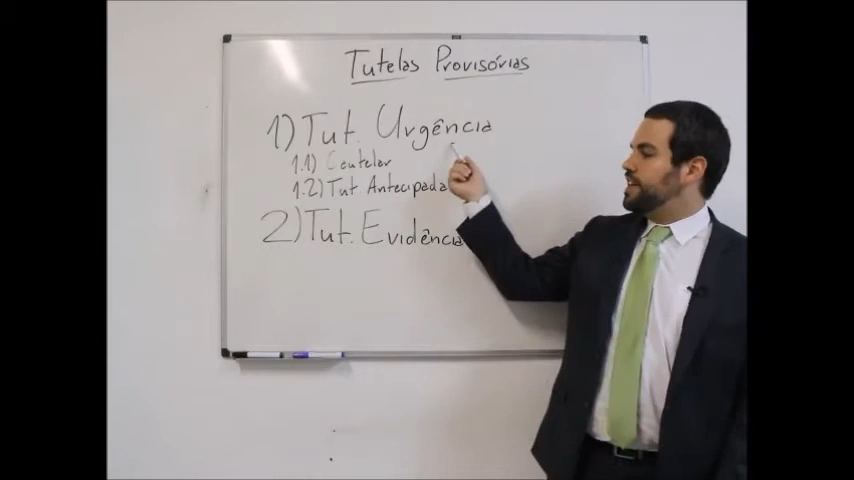 Tutelas Provisórias
1) Tut. Urgência
1.1) Cautelar
1.2) Tut Antecipada
2) Tut. Evidência